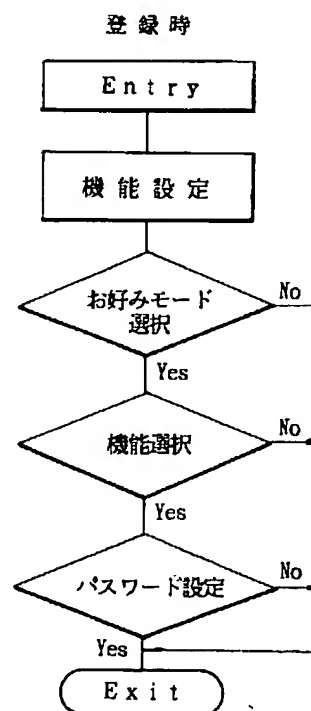 登録時
Entry
機能設定
お好みモード
選択
No
Yes
機能選択
No
Yes
パスワード設定
No
Yes
Exit